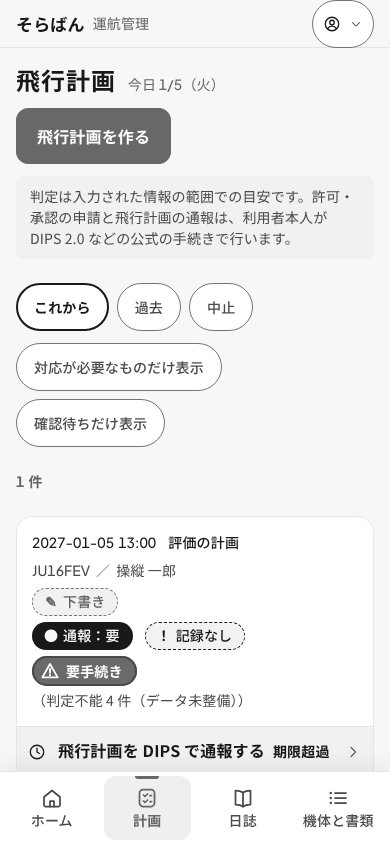 そらばん 運航管理
飛行計画 今日 1/5（火）
飛行計画を作る
判定は入力された情報の範囲での目安です。許可・
承認の申請と飛行計画の通報は、利用者本人が
DIPS 2.0 などの公式の手続きで行います。
これから 過去 中止
対応が必要なものだけ表示
確認待ちだけ表示
1 件
2027-01-05 13:00 評価の計画
JU16FEV ／ 操縦 一郎
✎ 下書き
● 通報：要 ！ 記録なし
⚠ 要手続き
（判定不能 4 件（データ未整備））
飛行計画を DIPS で通報する 期限超過
ホーム 計画 日誌 機体と書類